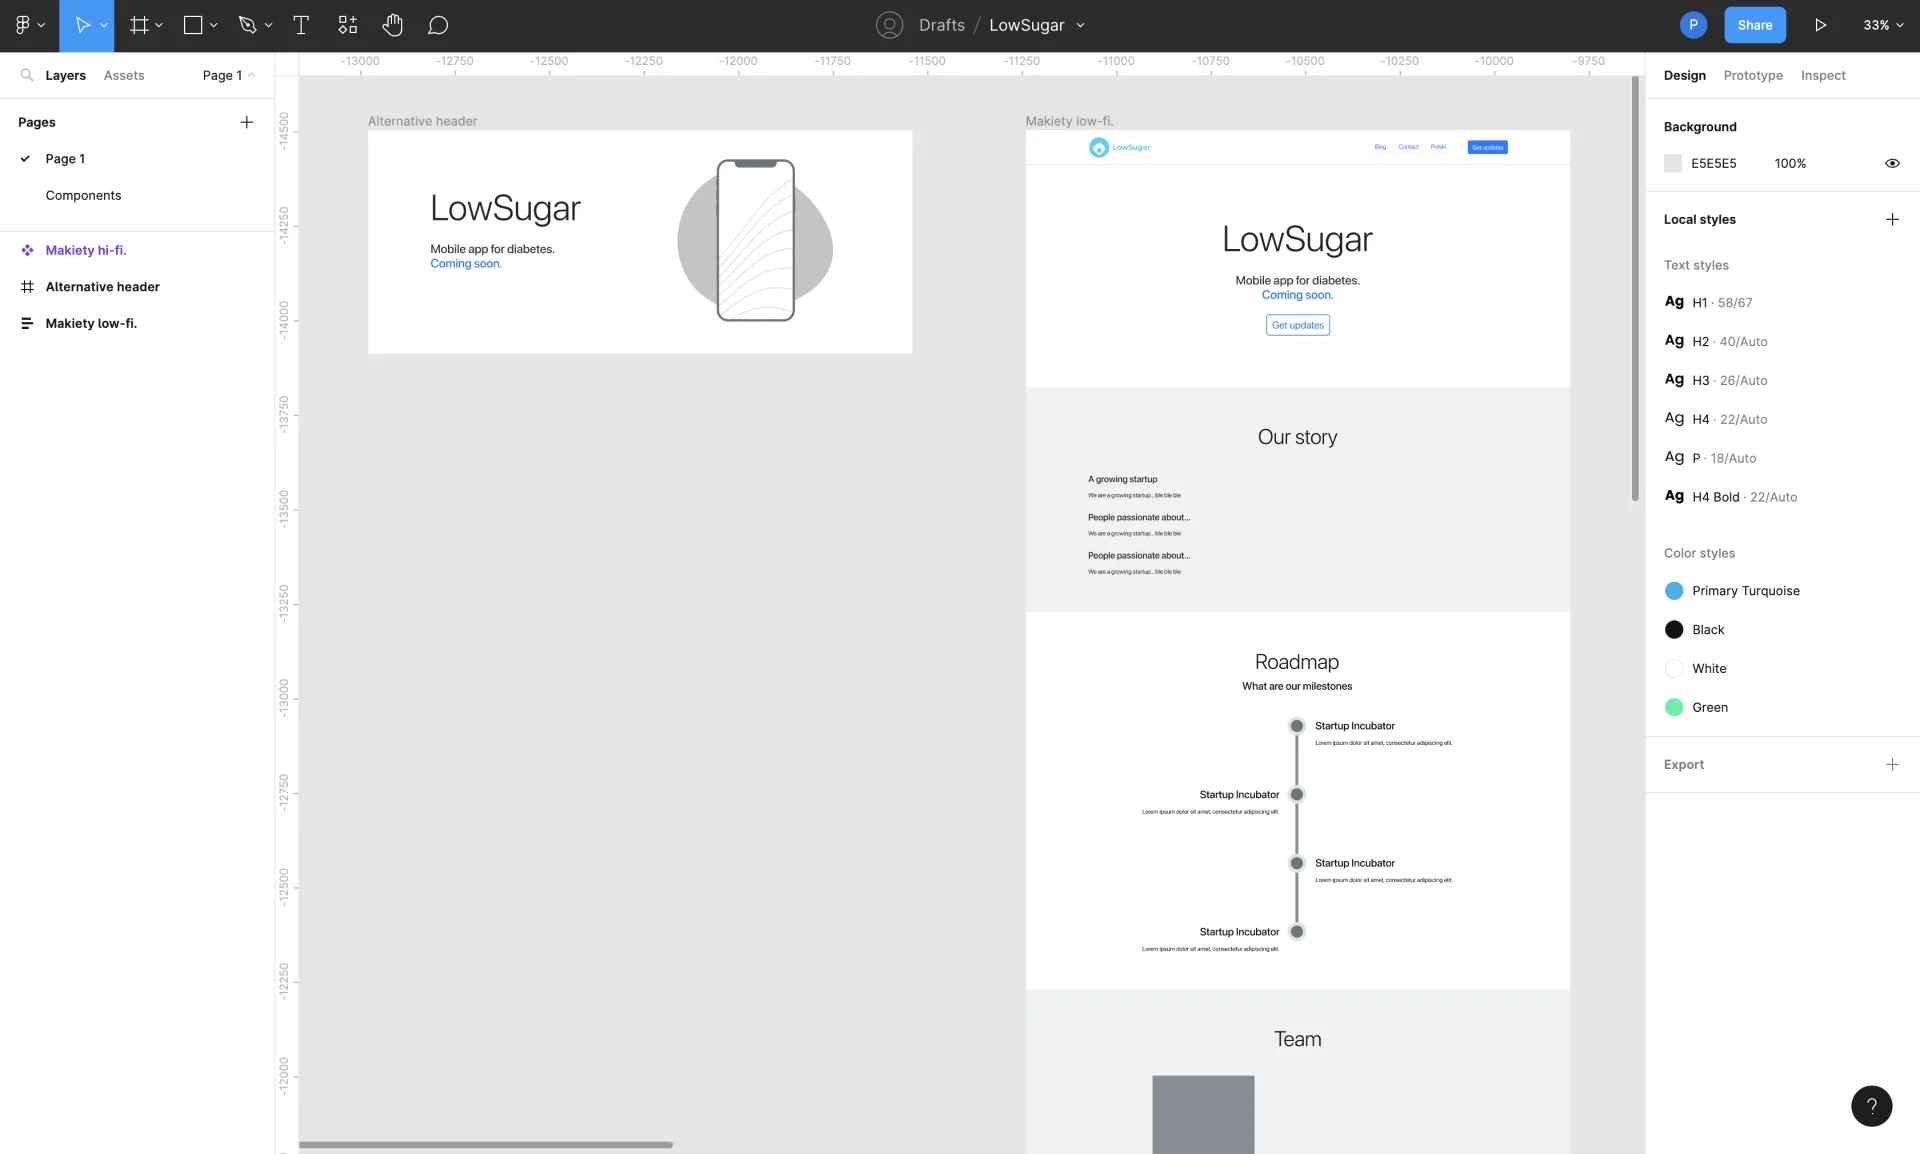 Drafts / LowSugar
P
Share
33%
Layers
Assets
Page 1
Pages
Page 1
Components
Makiety hi-fi.
Alternative header
Makiety low-fi.
-13000
-12750
-12500
-12250
-12000
-11750
-11500
-11250
-11000
-10750
-10500
-10250
-10000
-9750
-14500
-14250
-14000
-13750
-13500
-13250
-13000
-12750
-12500
-12250
-12000
Alternative header
LowSugar
Mobile app for diabetes.
Coming soon.
Makiety low-fi.
LowSugar
Blog
Contact
Polski
Get updates
LowSugar
Mobile app for diabetes.
Coming soon.
Get updates
Our story
A growing startup
We are a growing startup... ble ble ble
People passionate about...
We are a growing startup... ble ble ble
People passionate about...
We are a growing startup... ble ble ble
Roadmap
What are our milestones
Startup Incubator
Lorem ipsum dolor sit amet, consectetur adipiscing elit.
Startup Incubator
Lorem ipsum dolor sit amet, consectetur adipiscing elit.
Startup Incubator
Lorem ipsum dolor sit amet, consectetur adipiscing elit.
Startup Incubator
Lorem ipsum dolor sit amet, consectetur adipiscing elit.
Team
Design
Prototype
Inspect
Background
E5E5E5
100%
Local styles
Text styles
Ag H1 · 58/67
Ag H2 · 40/Auto
Ag H3 · 26/Auto
Ag H4 · 22/Auto
Ag P · 18/Auto
Ag H4 Bold · 22/Auto
Color styles
Primary Turquoise
Black
White
Green
Export
?